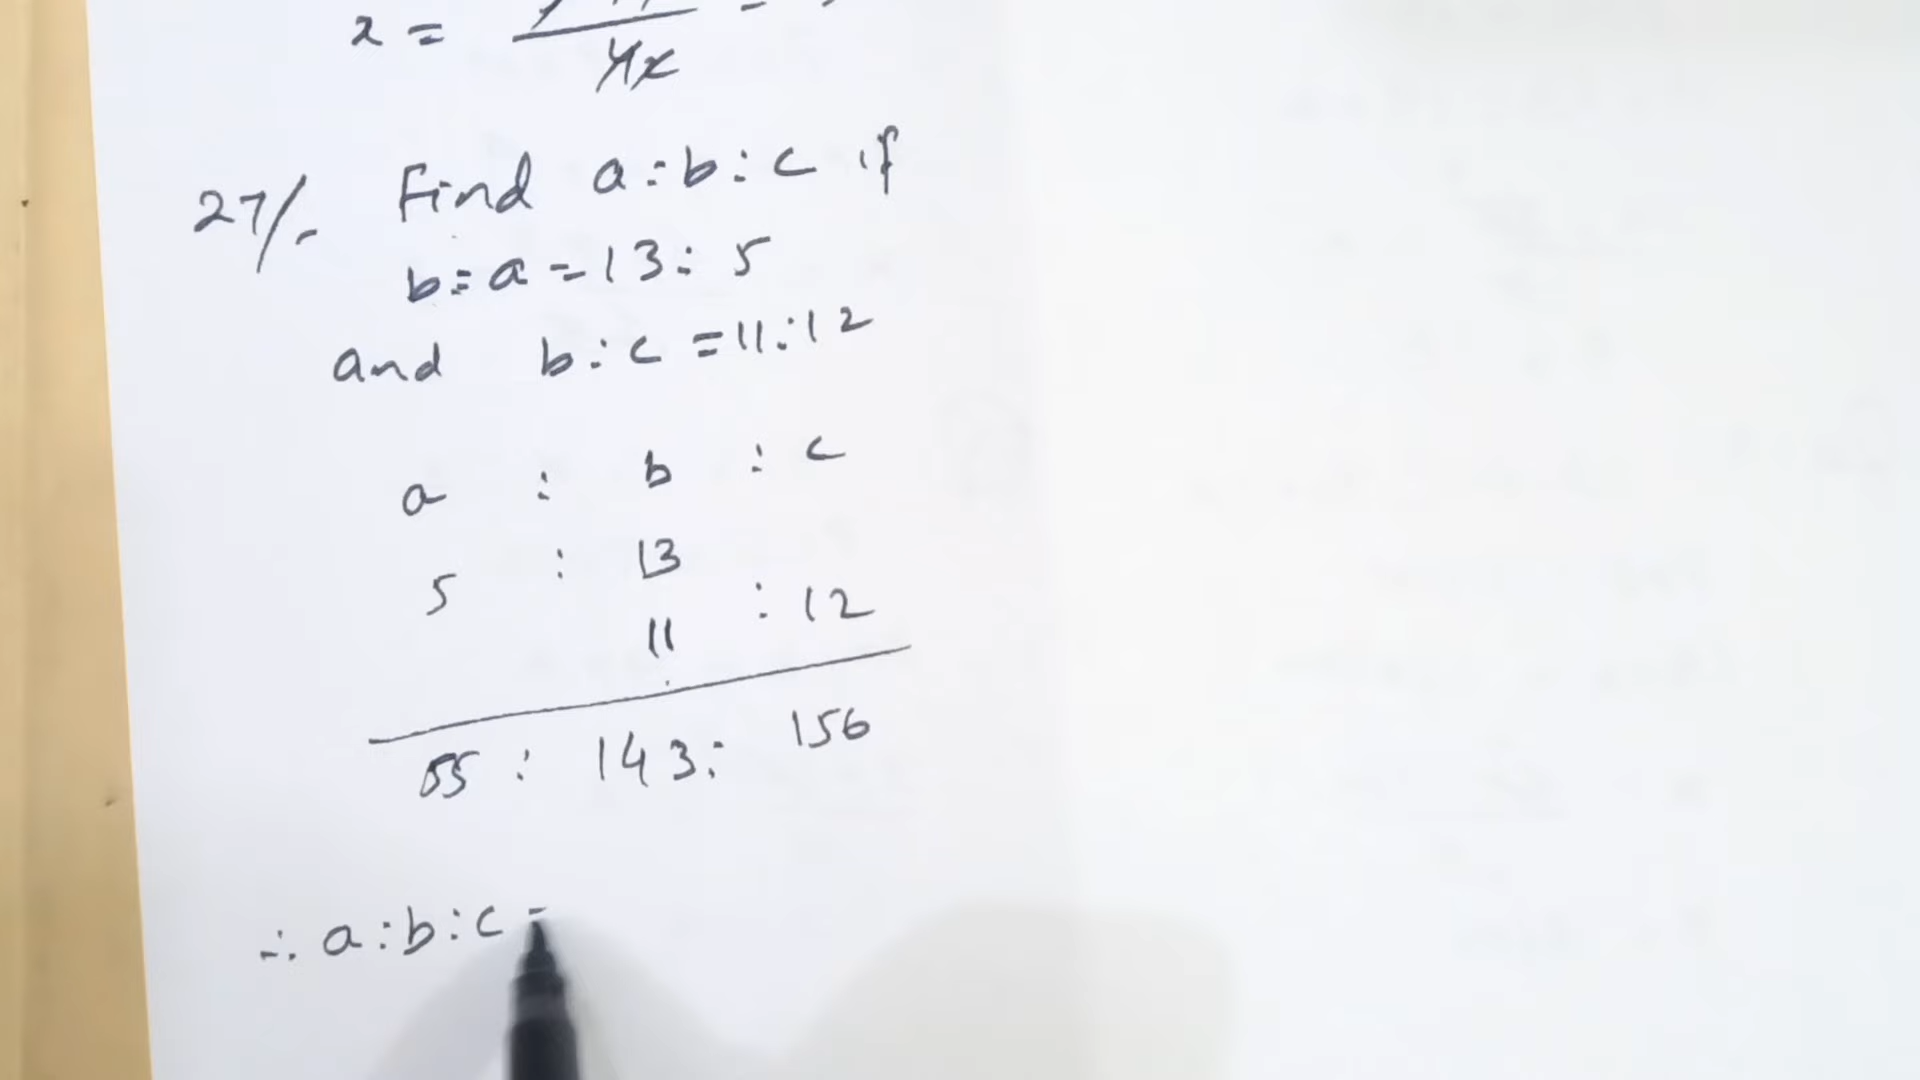 x =
4x
27/. Find a:b:c if
b:a = 13:5
and b:c = 11:12
a : b : c
5 : 13
11 : 12
55 : 143 : 156
∴ a:b:c =